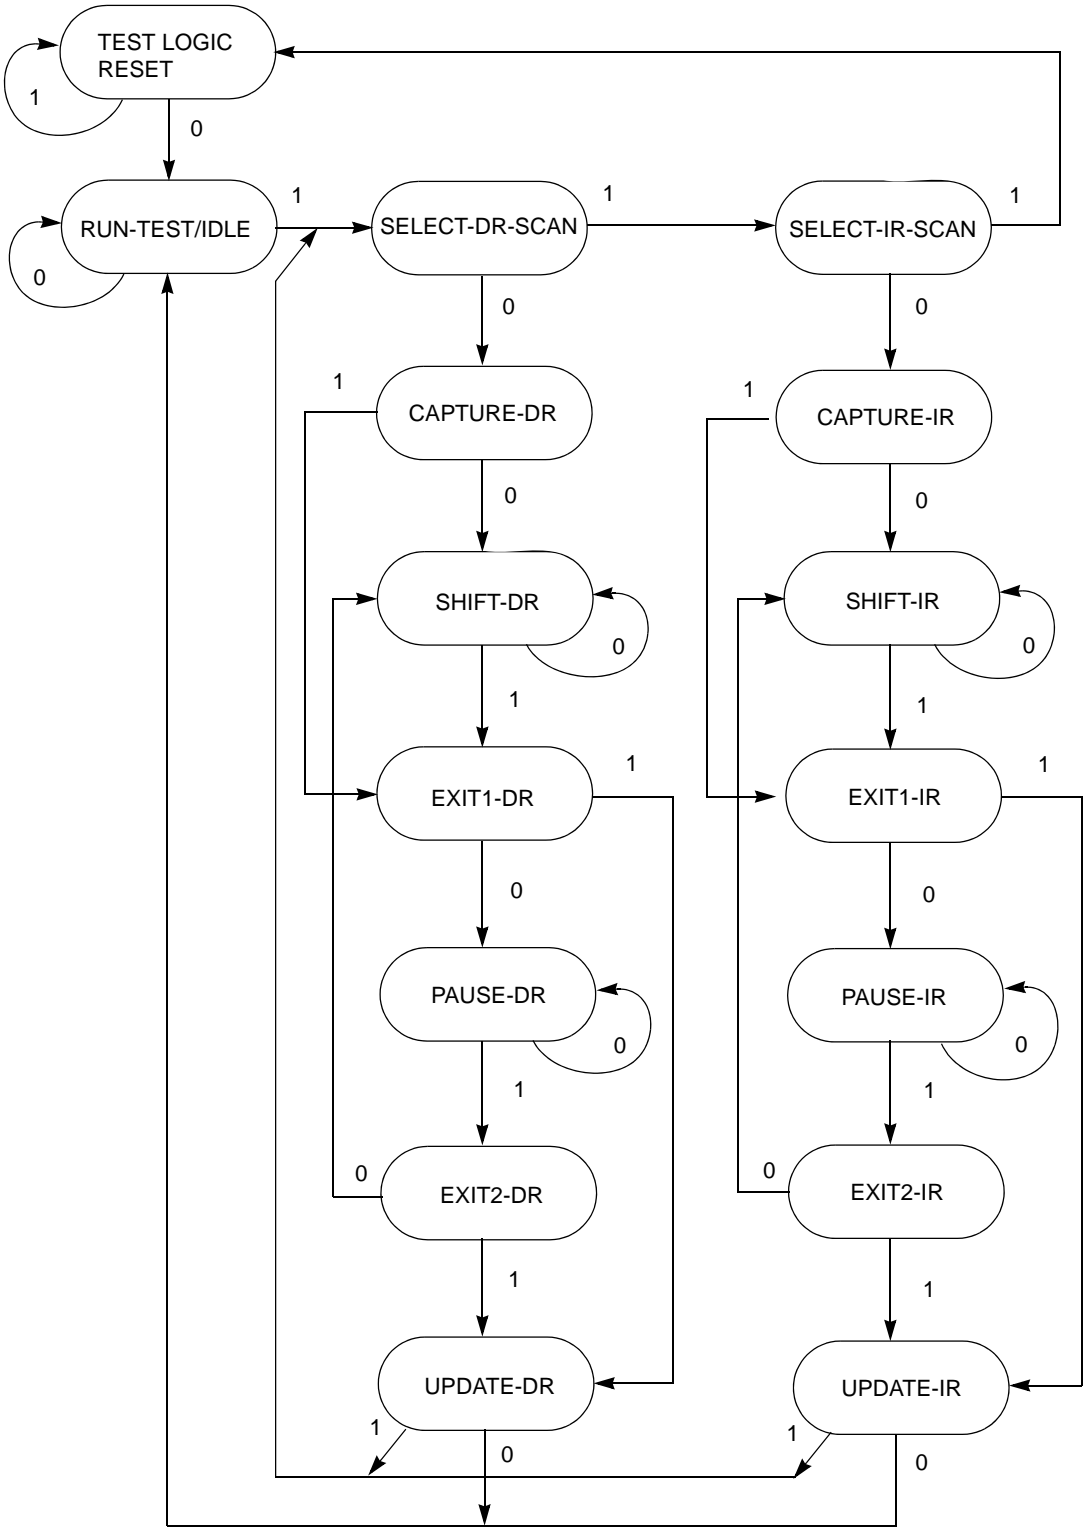 TEST LOGIC
RESET
1
0
RUN-TEST/IDLE
1
SELECT-DR-SCAN
1
SELECT-IR-SCAN
1
0
0
0
1
CAPTURE-DR
1
CAPTURE-IR
0
0
SHIFT-DR
0
SHIFT-IR
0
1
1
EXIT1-DR
1
EXIT1-IR
1
0
0
PAUSE-DR
0
PAUSE-IR
0
1
1
0
EXIT2-DR
0
EXIT2-IR
1
1
UPDATE-DR
UPDATE-IR
1
0
1
0